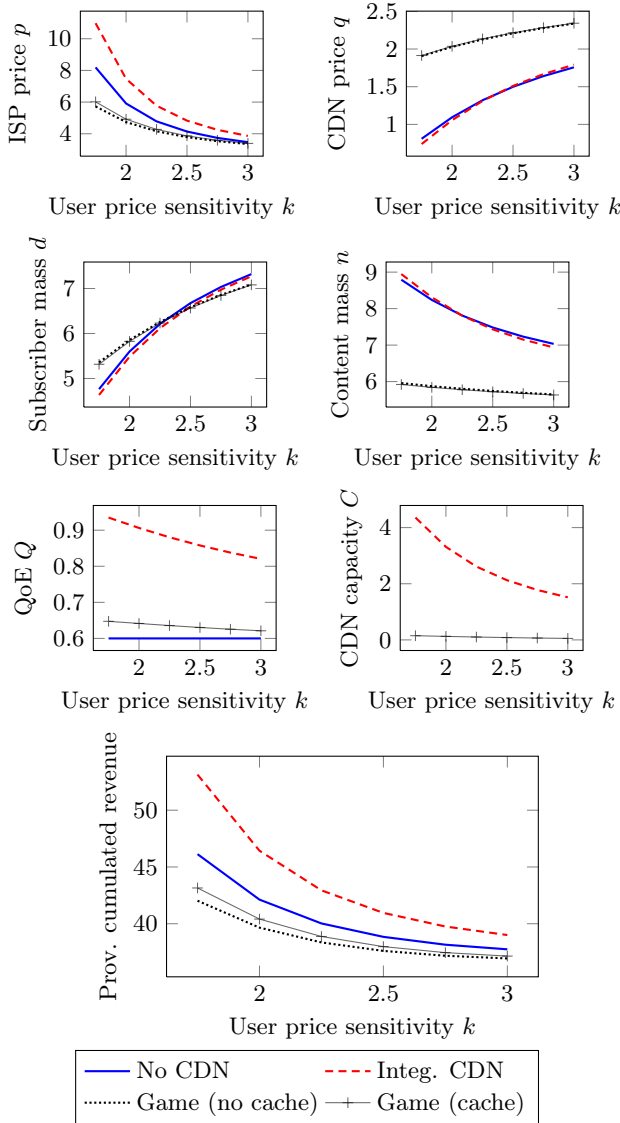 10
8
6
4
ISP price p
2
2.5
3
User price sensitivity k
2.5
2
1.5
1
CDN price q
2
2.5
3
User price sensitivity k
7
6
5
Subscriber mass d
2
2.5
3
User price sensitivity k
9
8
7
6
Content mass n
2
2.5
3
User price sensitivity k
0.9
0.8
0.7
0.6
QoE Q
2
2.5
3
User price sensitivity k
4
2
0
CDN capacity C
2
2.5
3
User price sensitivity k
50
45
40
Prov. cumulated revenue
2
2.5
3
User price sensitivity k
No CDN
Integ. CDN
Game (no cache)
Game (cache)